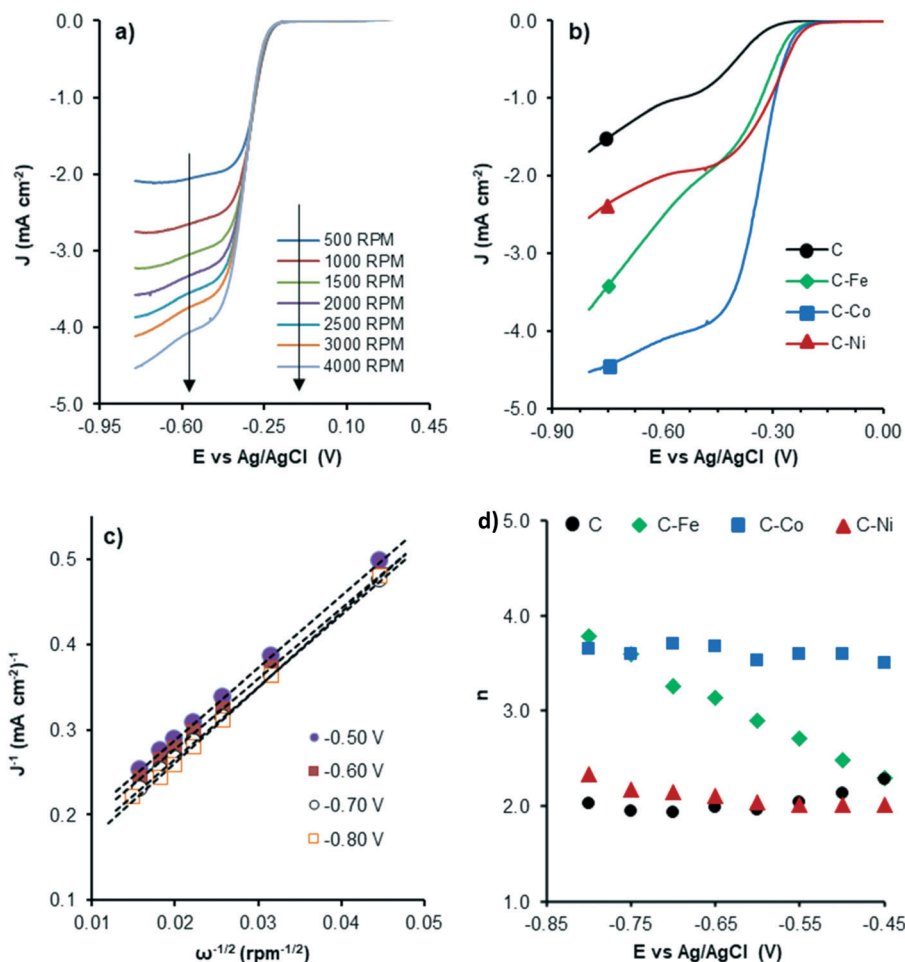 a)
0.0
-1.0
-2.0
-3.0
-4.0
-5.0
J (mA cm⁻²)
500 RPM
1000 RPM
1500 RPM
2000 RPM
2500 RPM
3000 RPM
4000 RPM
-0.95 -0.60 -0.25 0.10 0.45
E vs Ag/AgCl (V)
b)
0.0
-1.0
-2.0
-3.0
-4.0
-5.0
J (mA cm⁻²)
C
C-Fe
C-Co
C-Ni
-0.90 -0.60 -0.30 0.00
E vs Ag/AgCl (V)
c)
0.5
0.4
0.3
0.2
0.1
J⁻¹ (mA cm⁻²)⁻¹
-0.50 V
-0.60 V
-0.70 V
-0.80 V
0.01 0.02 0.03 0.04 0.05
ω⁻¹/² (rpm⁻¹/²)
d)
C C-Fe C-Co C-Ni
5.0
4.0
3.0
2.0
1.0
n
-0.85 -0.75 -0.65 -0.55 -0.45
E vs Ag/AgCl (V)